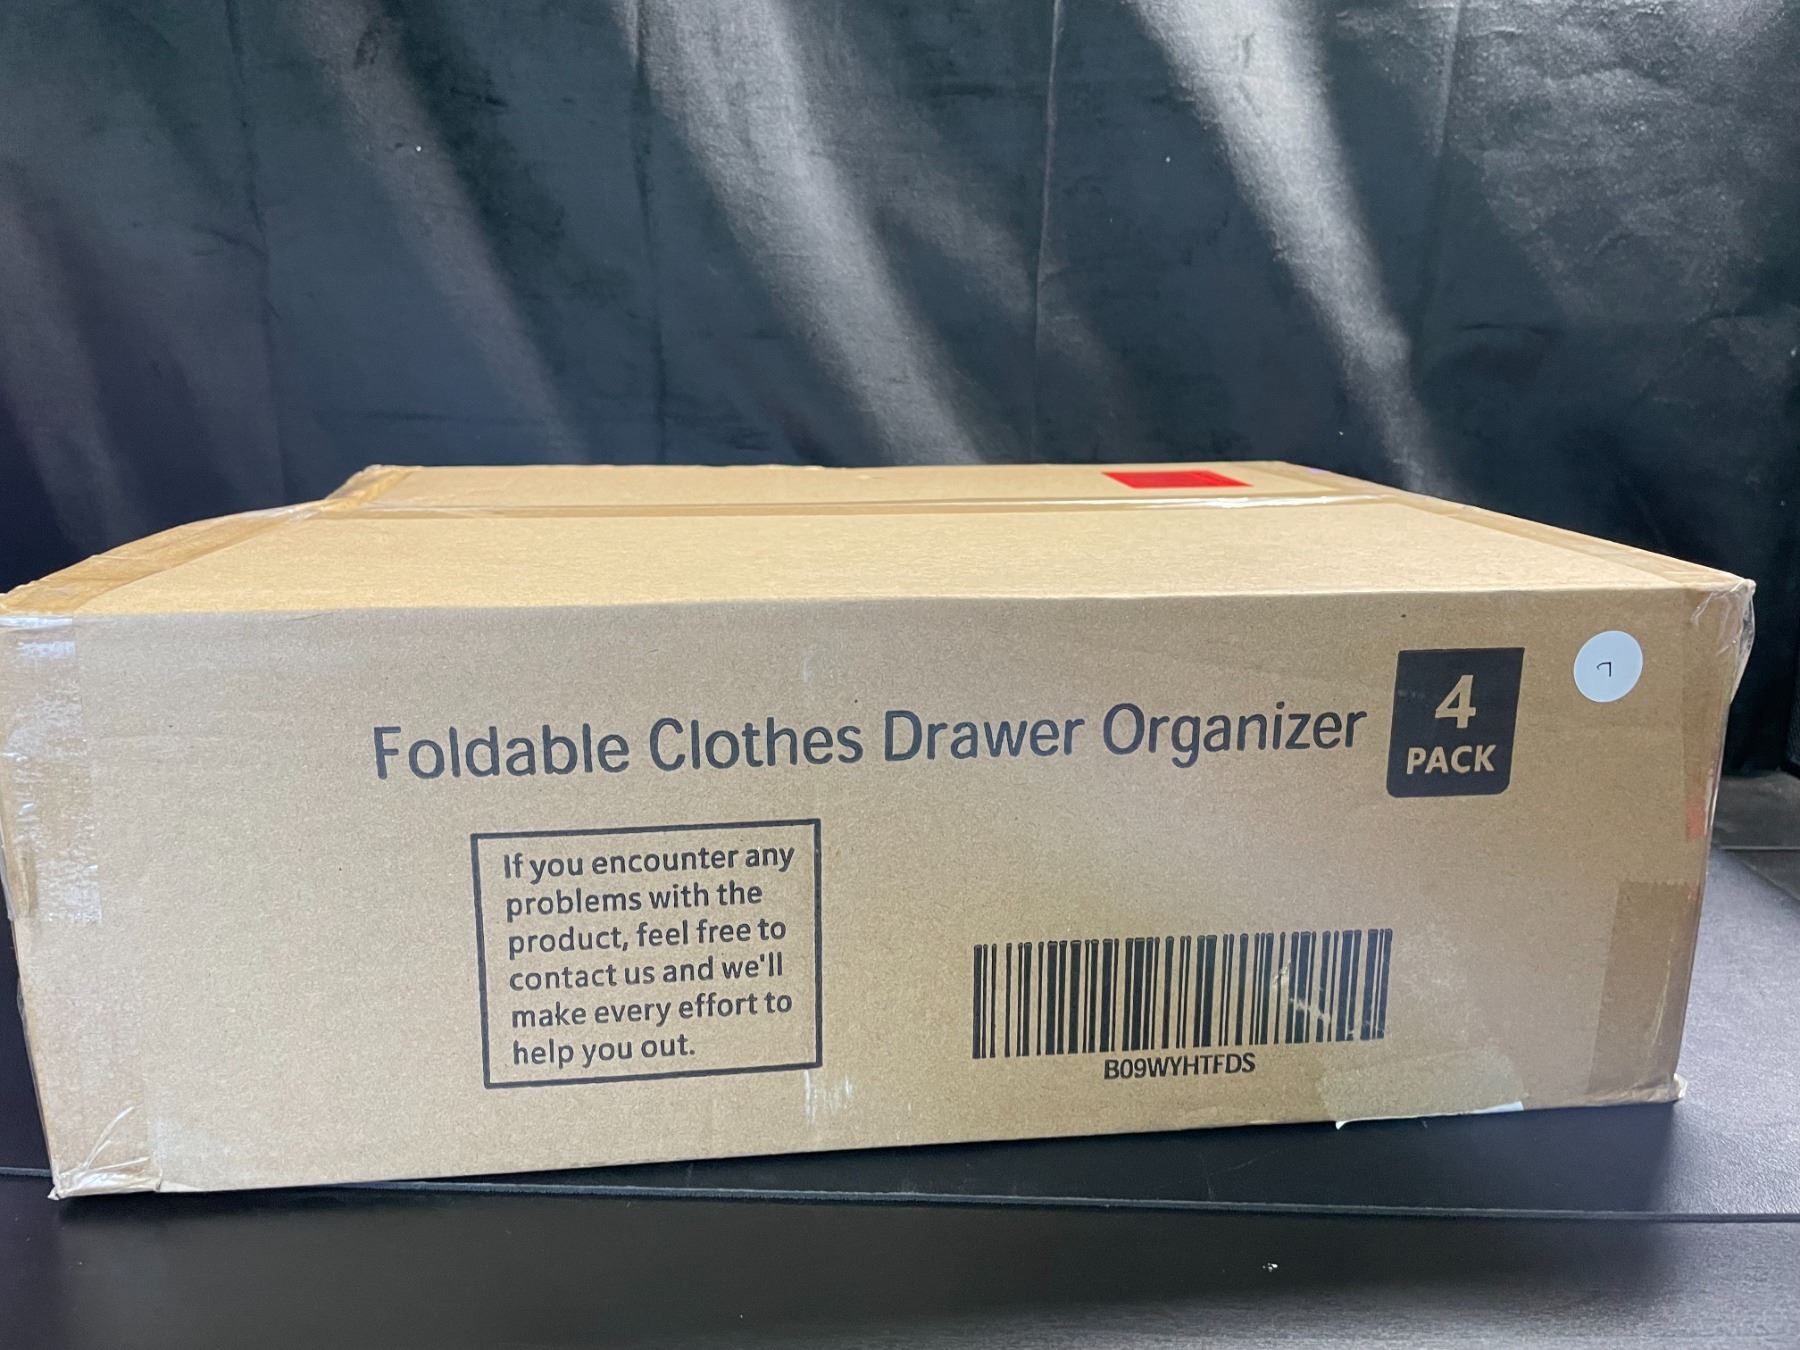 Foldable Clothes Drawer Organizer
4
PACK
If you encounter any
problems with the
product, feel free to
contact us and we'll
make every effort to
help you out.
B09WYHTFDS